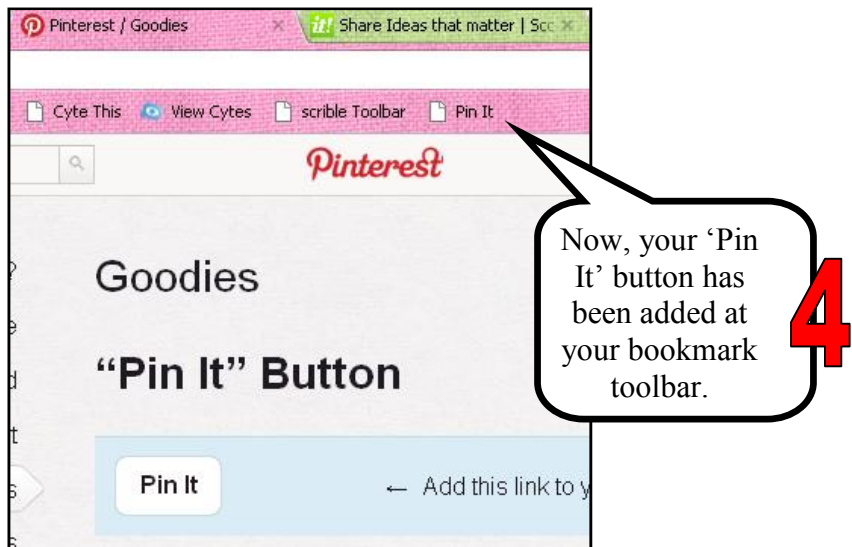 Pinterest / Goodies
it! Share Ideas that matter | Sco
Cyte This View Cytes scrible Toolbar Pin It
Pinterest
Goodies
“Pin It” Button
Pin It ← Add this link to y
Now, your ‘Pin
It’ button has
been added at
your bookmark
toolbar.
4